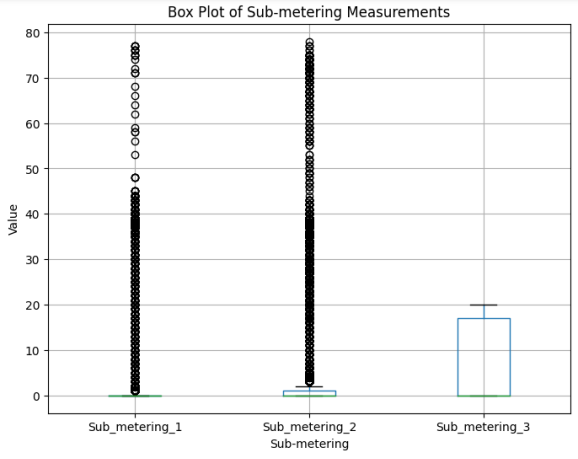 Box Plot of Sub-metering Measurements
80
70
60
50
40
30
20
10
0
Value
Sub_metering_1 Sub_metering_2 Sub_metering_3
Sub-metering